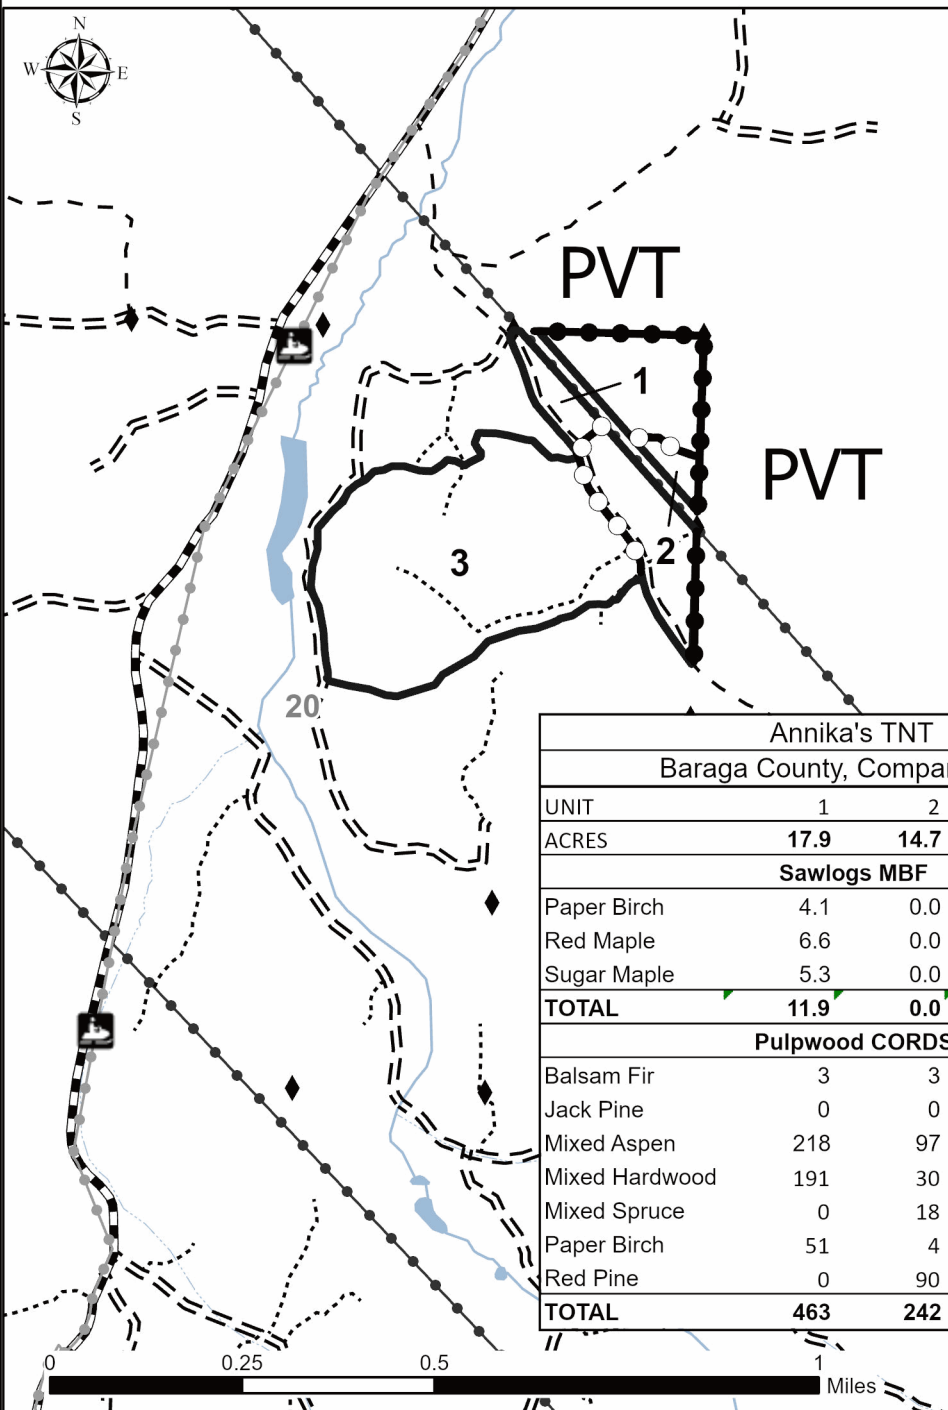 N
W E
S
PVT
1
PVT
2
3
20
Annika's TNT
Baraga County, Compar
UNIT 1 2
ACRES 17.9 14.7
Sawlogs MBF
Paper Birch 4.1 0.0
Red Maple 6.6 0.0
Sugar Maple 5.3 0.0
TOTAL 11.9 0.0
Pulpwood CORDS
Balsam Fir 3 3
Jack Pine 0 0
Mixed Aspen 218 97
Mixed Hardwood 191 30
Mixed Spruce 0 18
Paper Birch 51 4
Red Pine 0 90
TOTAL 463 242
0 0.25 0.5 1
Miles